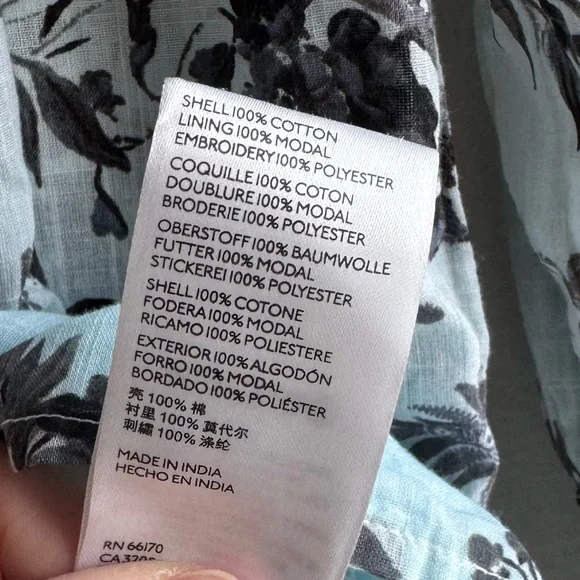 SHELL 100% COTTON
LINING 100% MODAL
EMBROIDERY 100% POLYESTER
COQUILLE 100% COTON
DOUBLURE 100% MODAL
BRODERIE 100% POLYESTER
OBERSTOFF 100% BAUMWOLLE
FUTTER 100% MODAL
STICKEREI 100% POLYESTER
SHELL 100% COTONE
FODERA 100% MODAL
RICAMO 100% POLIESTERE
EXTERIOR 100% ALGODÓN
FORRO 100% MODAL
BORDADO 100% POLIÉSTER
亮 100% 棉
衬里 100% 莫代尔
刺繡 100% 涤纶
MADE IN INDIA
HECHO EN INDIA
RN 66170
CA